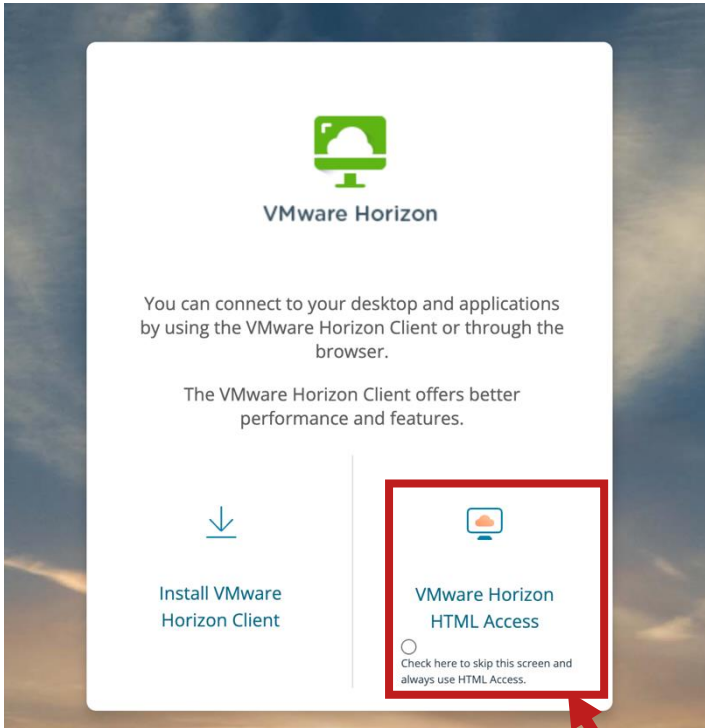 VMware Horizon
You can connect to your desktop and applications
by using the VMware Horizon Client or through the
browser.
The VMware Horizon Client offers better
performance and features.
Install VMware
Horizon Client
VMware Horizon
HTML Access
Check here to skip this screen and
always use HTML Access.